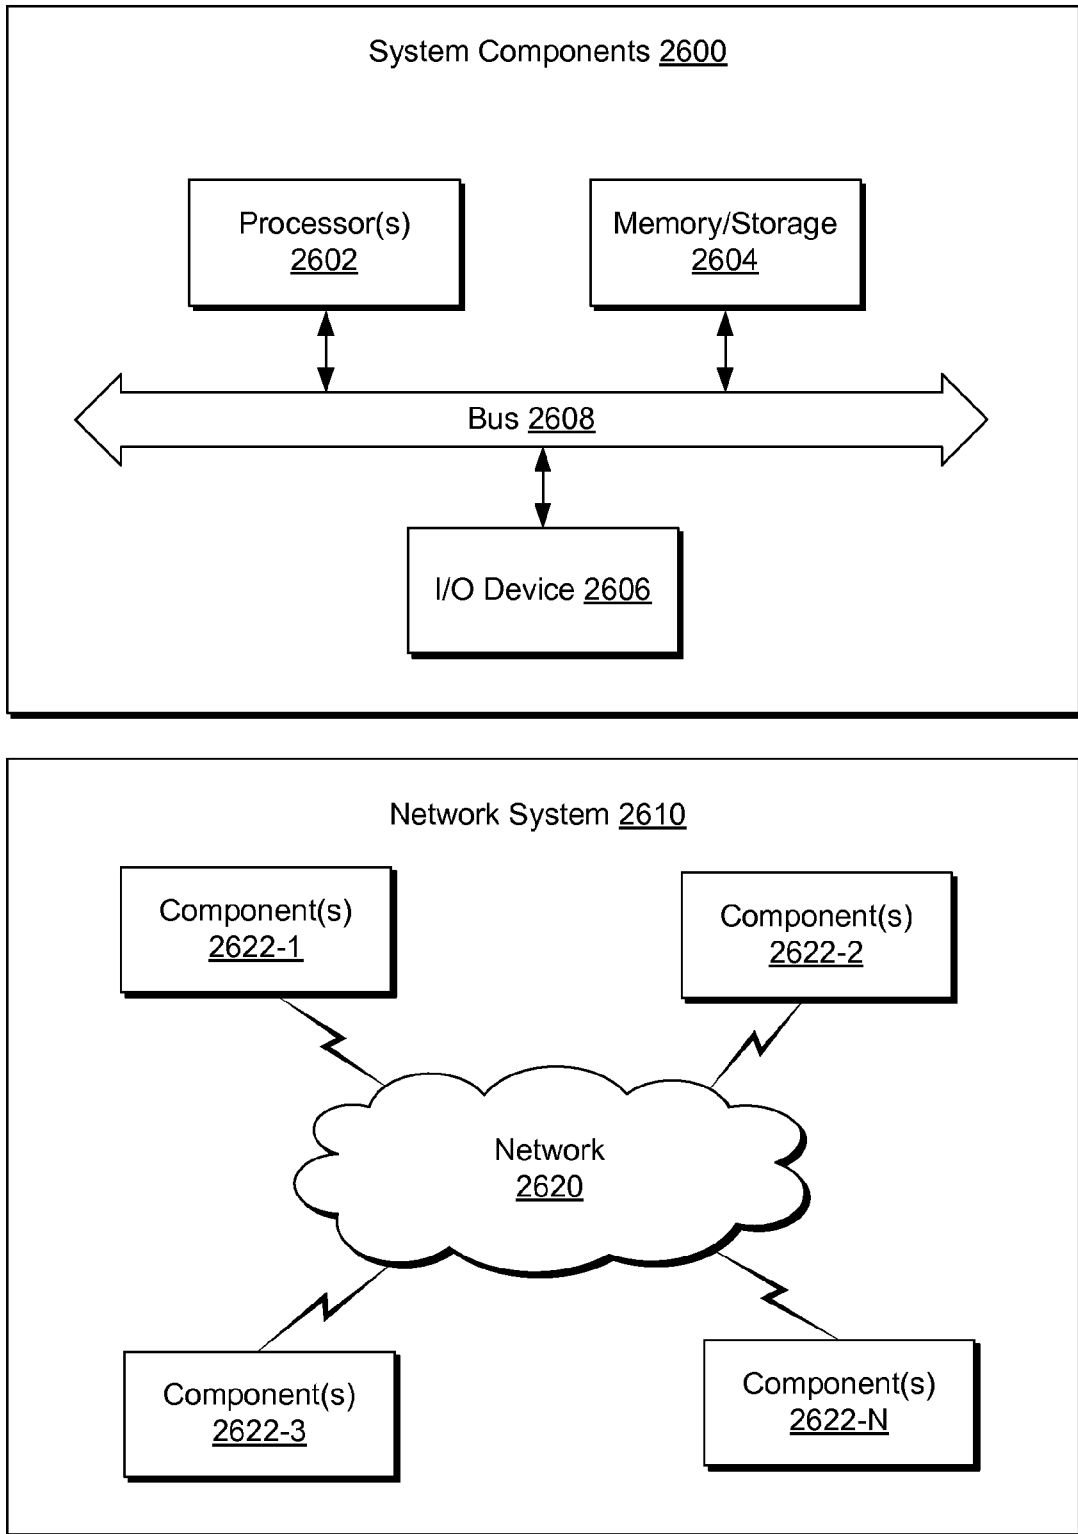 System Components 2600
Processor(s)
2602
Memory/Storage
2604
Bus 2608
I/O Device 2606
Network System 2610
Component(s)
2622-1
Component(s)
2622-2
Network
2620
Component(s)
2622-3
Component(s)
2622-N